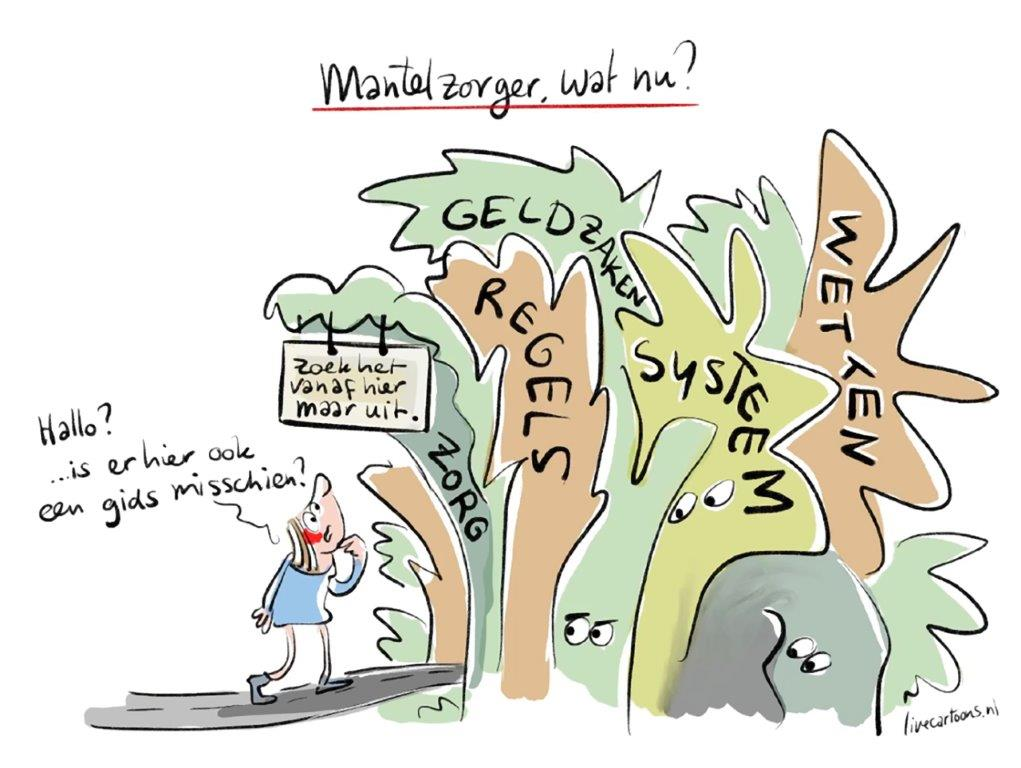 Mantelzorger, wat nu?
GELDZAKEN
REGELS
SYSTEEM
WETTEN
zoek het
vanaf hier
maar uit.
ZORG
Hallo?
...is er hier ook
een gids misschien?
livecartoons.nl